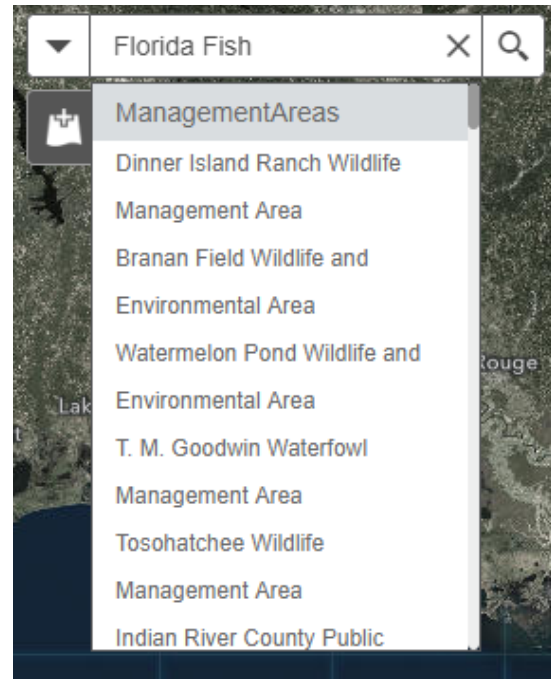 Florida Fish
ManagementAreas
Dinner Island Ranch Wildlife
Management Area
Branan Field Wildlife and
Environmental Area
Watermelon Pond Wildlife and
Environmental Area
T. M. Goodwin Waterfowl
Management Area
Tosohatchee Wildlife
Management Area
Indian River County Public
Rouge
Lak
t